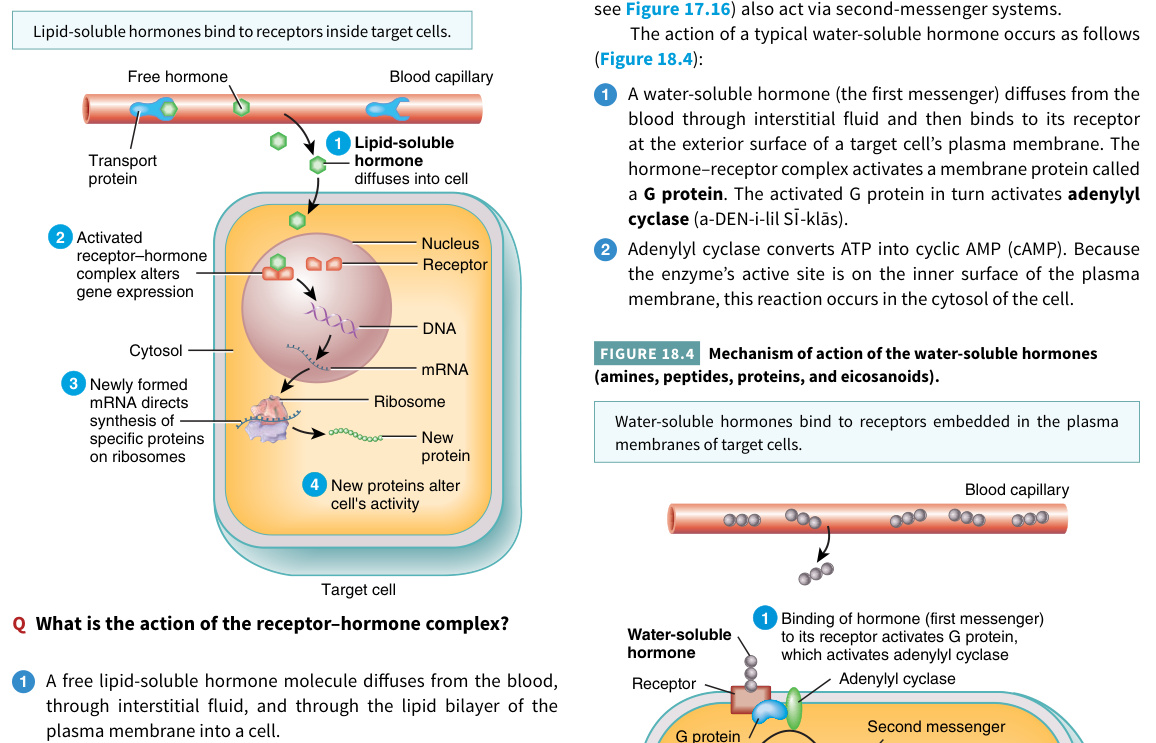 Lipid-soluble hormones bind to receptors inside target cells.
Free hormone
Blood capillary
Transport
protein
1 Lipid-soluble
hormone
diffuses into cell
2 Activated
receptor–hormone
complex alters
gene expression
Nucleus
Receptor
DNA
Cytosol
mRNA
3 Newly formed
mRNA directs
synthesis of
specific proteins
on ribosomes
Ribosome
New
protein
4 New proteins alter
cell's activity
Target cell
Q What is the action of the receptor–hormone complex?
1 A free lipid-soluble hormone molecule diffuses from the blood,
through interstitial fluid, and through the lipid bilayer of the
plasma membrane into a cell.
see Figure 17.16) also act via second-messenger systems.
The action of a typical water-soluble hormone occurs as follows
(Figure 18.4):
1 A water-soluble hormone (the first messenger) diffuses from the
blood through interstitial fluid and then binds to its receptor
at the exterior surface of a target cell's plasma membrane. The
hormone–receptor complex activates a membrane protein called
a G protein. The activated G protein in turn activates adenylyl
cyclase (a-DEN-i-lil SĪ-klās).
2 Adenylyl cyclase converts ATP into cyclic AMP (cAMP). Because
the enzyme's active site is on the inner surface of the plasma
membrane, this reaction occurs in the cytosol of the cell.
FIGURE 18.4 Mechanism of action of the water-soluble hormones
(amines, peptides, proteins, and eicosanoids).
Water-soluble hormones bind to receptors embedded in the plasma
membranes of target cells.
Blood capillary
1 Binding of hormone (first messenger)
to its receptor activates G protein,
which activates adenylyl cyclase
Water-soluble
hormone
Receptor
Adenylyl cyclase
G protein
Second messenger